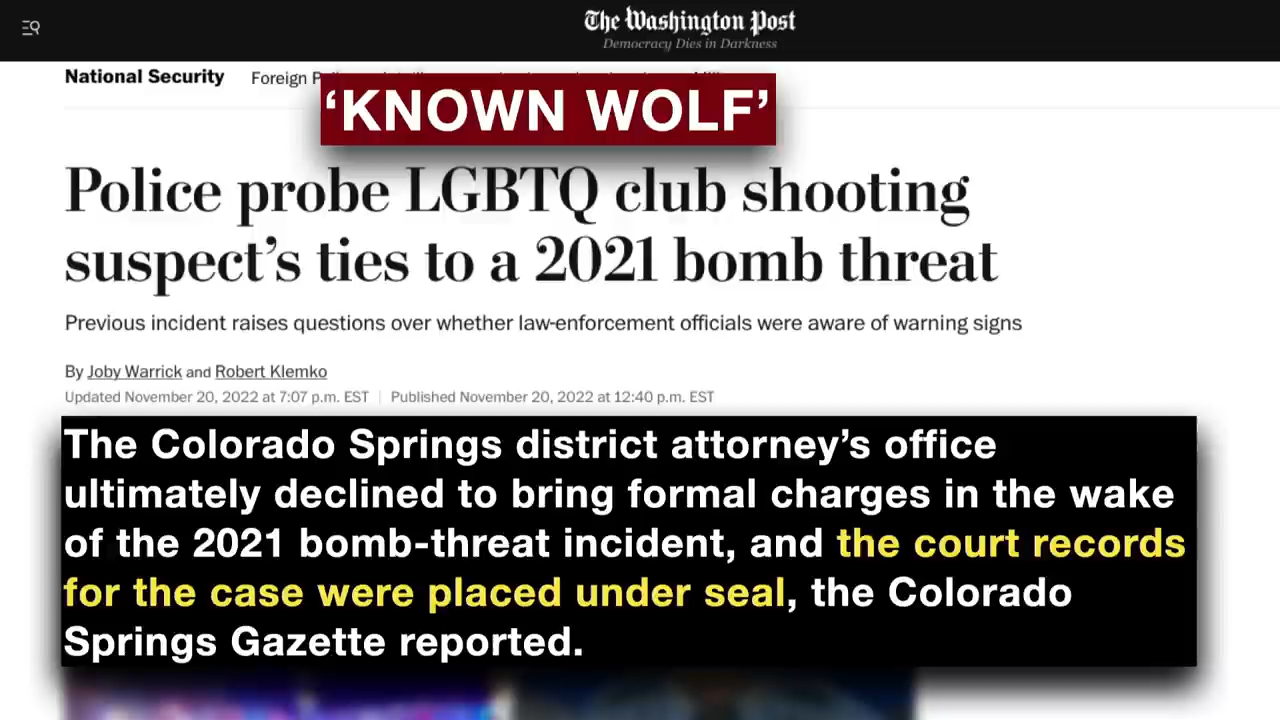 The Washington Post
Democracy Dies in Darkness
National Security Foreign
‘KNOWN WOLF’
Police probe LGBTQ club shooting
suspect’s ties to a 2021 bomb threat
Previous incident raises questions over whether law-enforcement officials were aware of warning signs
By Joby Warrick and Robert Klemko
Updated November 20, 2022 at 7:07 p.m. EST | Published November 20, 2022 at 12:40 p.m. EST
The Colorado Springs district attorney’s office
ultimately declined to bring formal charges in the wake
of the 2021 bomb-threat incident, and the court records
for the case were placed under seal, the Colorado
Springs Gazette reported.